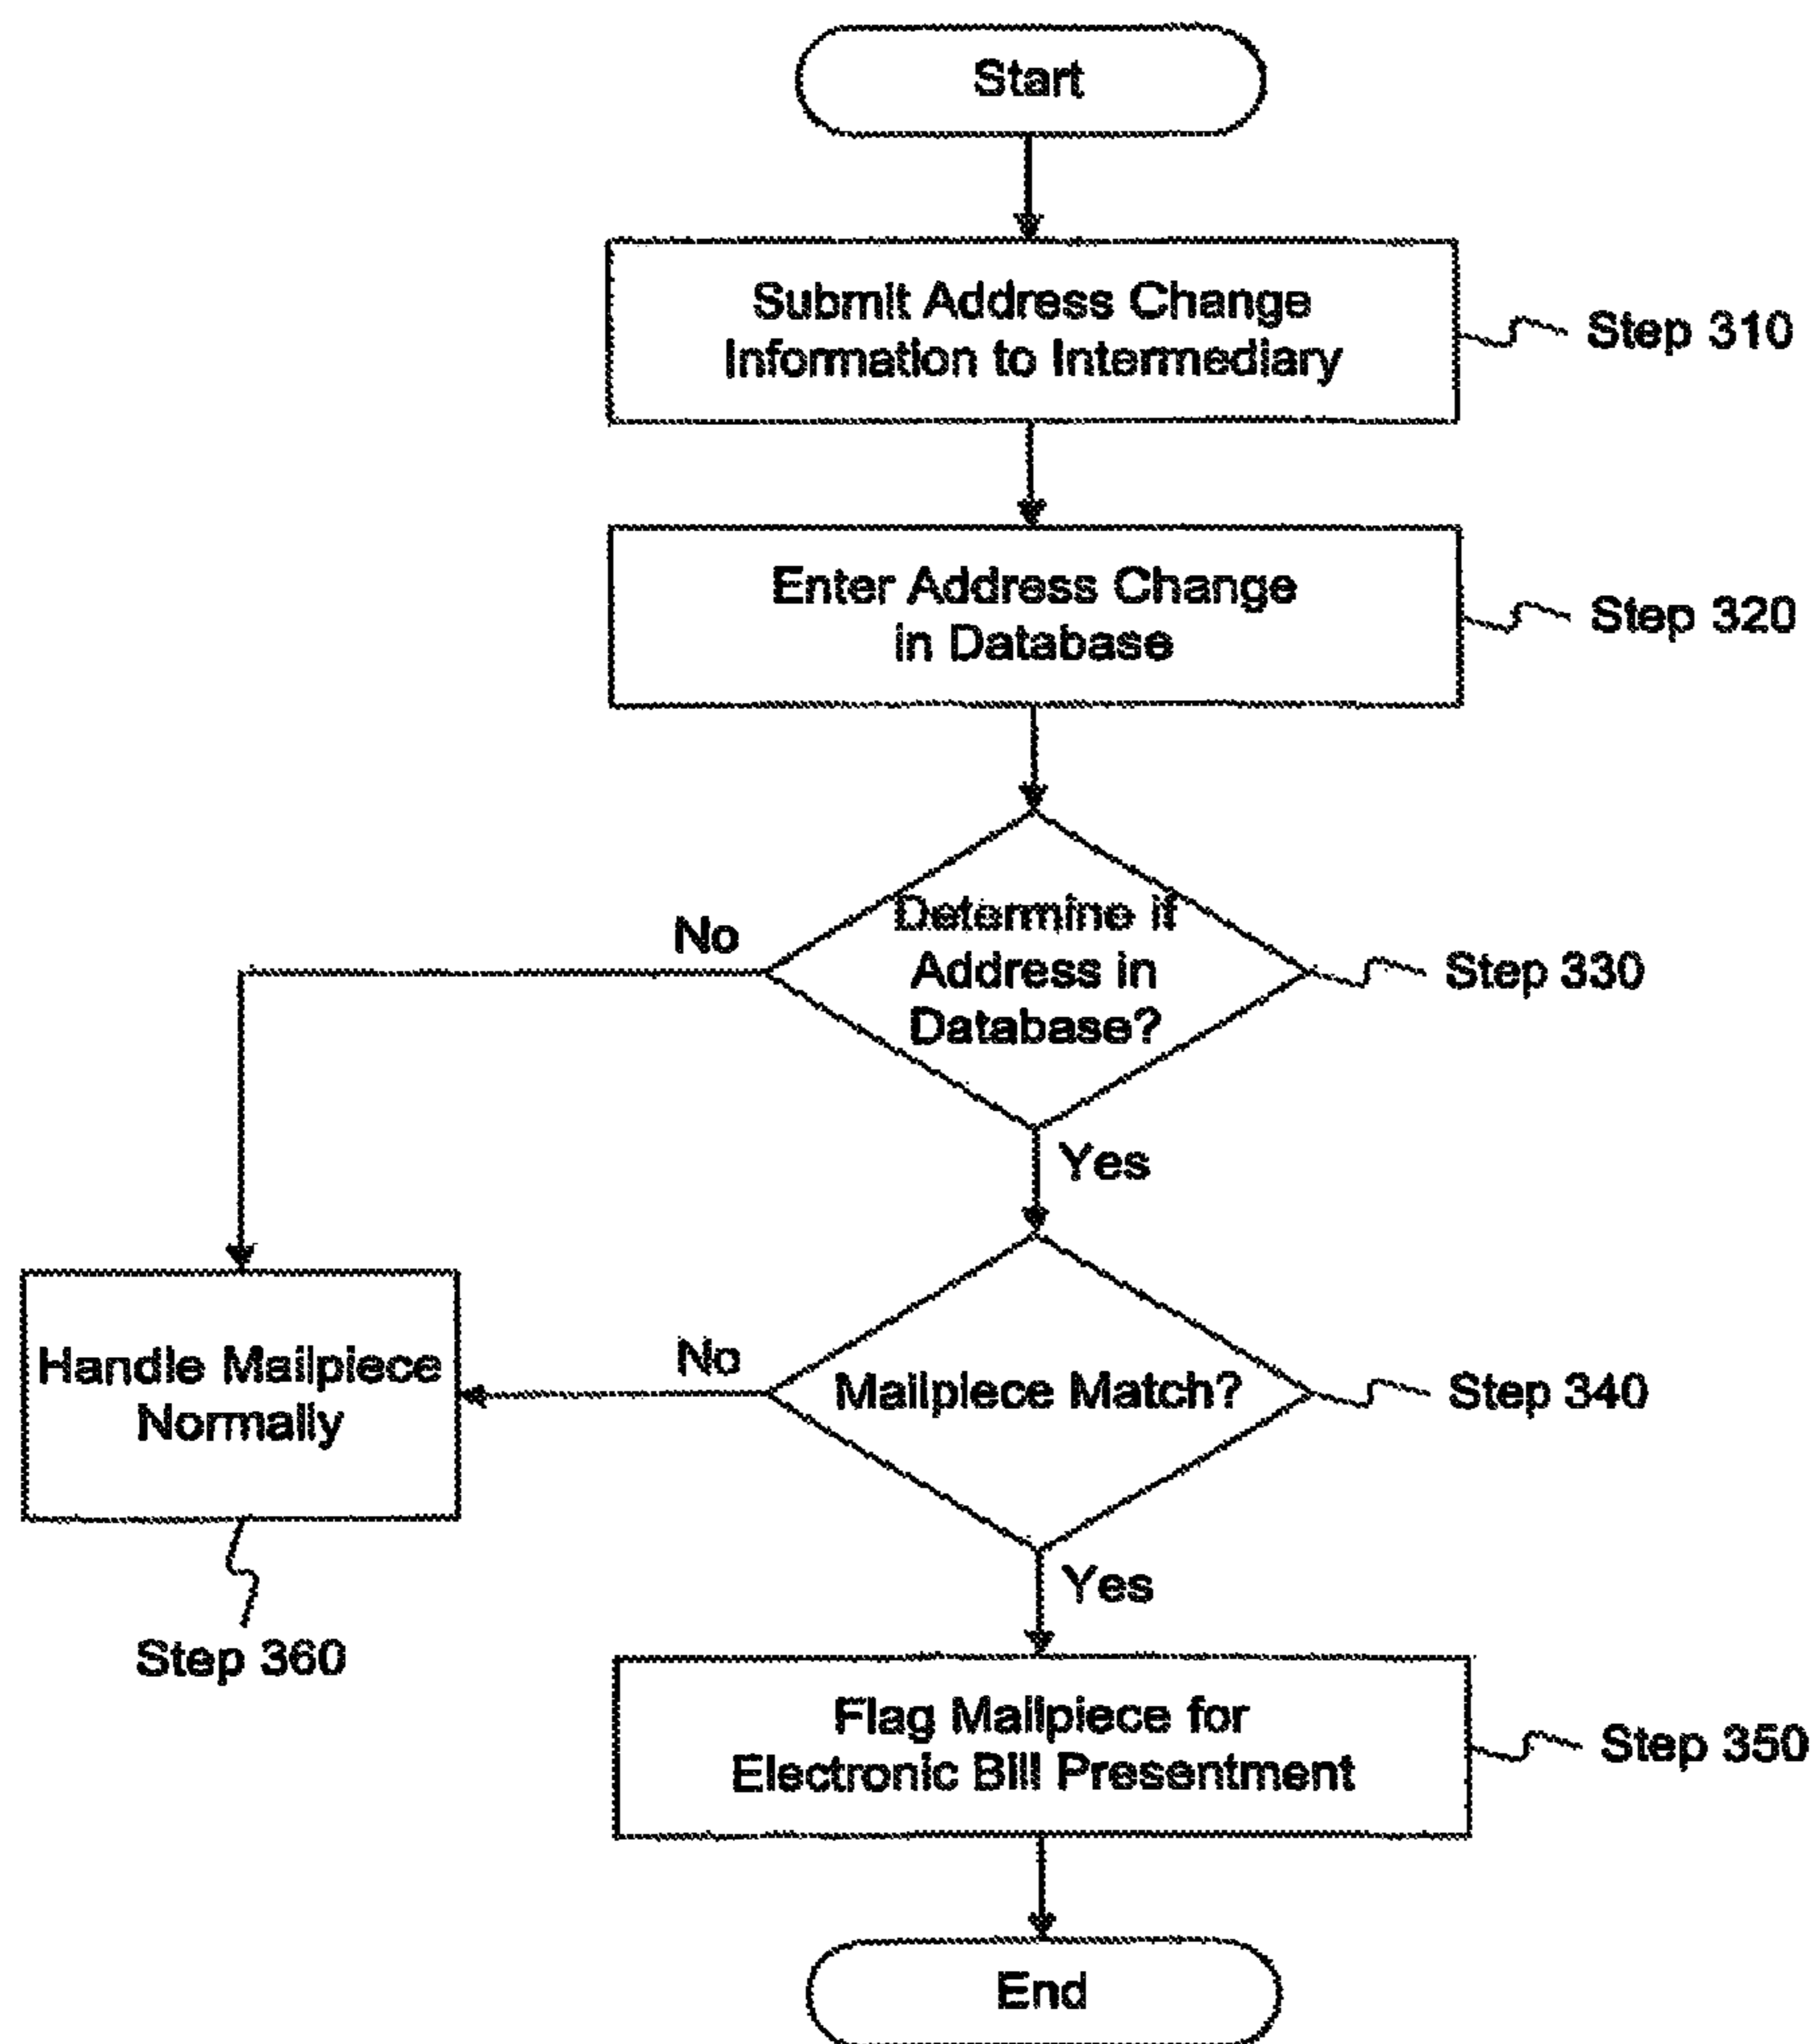 Start
Submit Address Change
Information to Intermediary
Step 310
Enter Address Change
in Database
Step 320
Determine if
Address in
Database?
No
Step 330
Yes
Handle Mailpiece
Normally
No
Mailpiece Match?
Step 340
Yes
Step 360
Flag Mailpiece for
Electronic Bill Presentment
Step 350
End